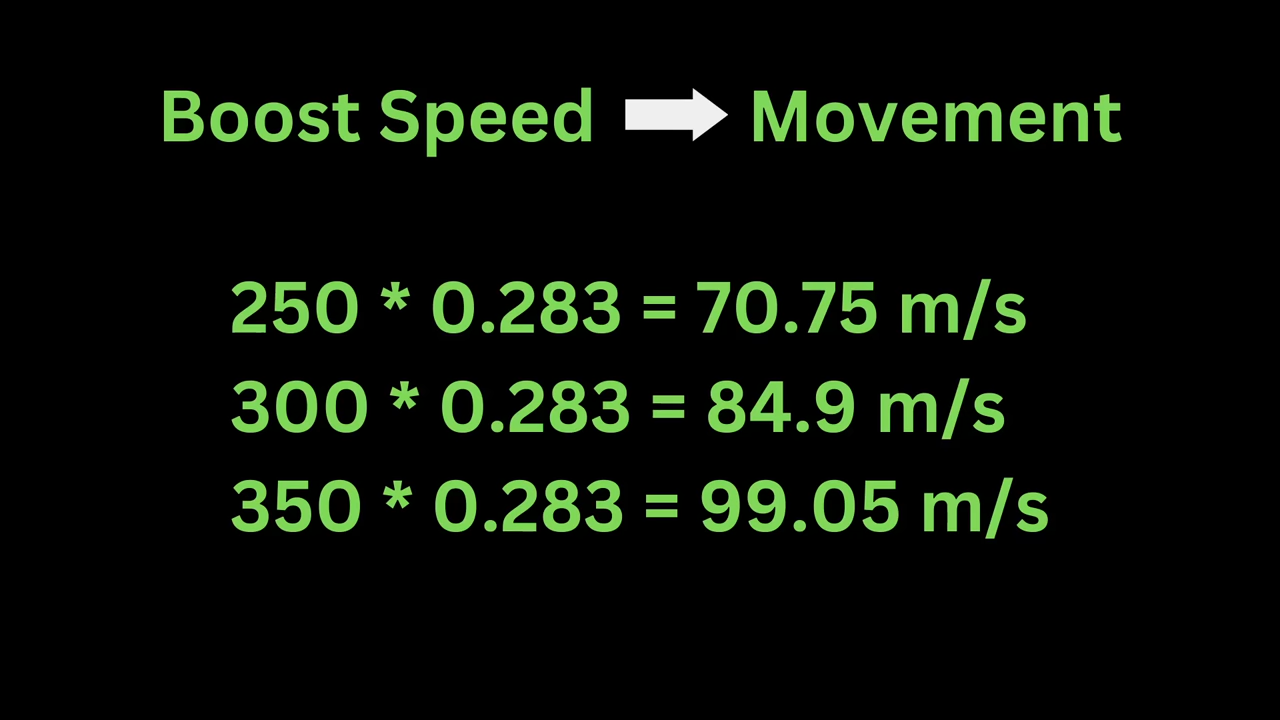 Boost Speed ➡ Movement
250 * 0.283 = 70.75 m/s
300 * 0.283 = 84.9 m/s
350 * 0.283 = 99.05 m/s